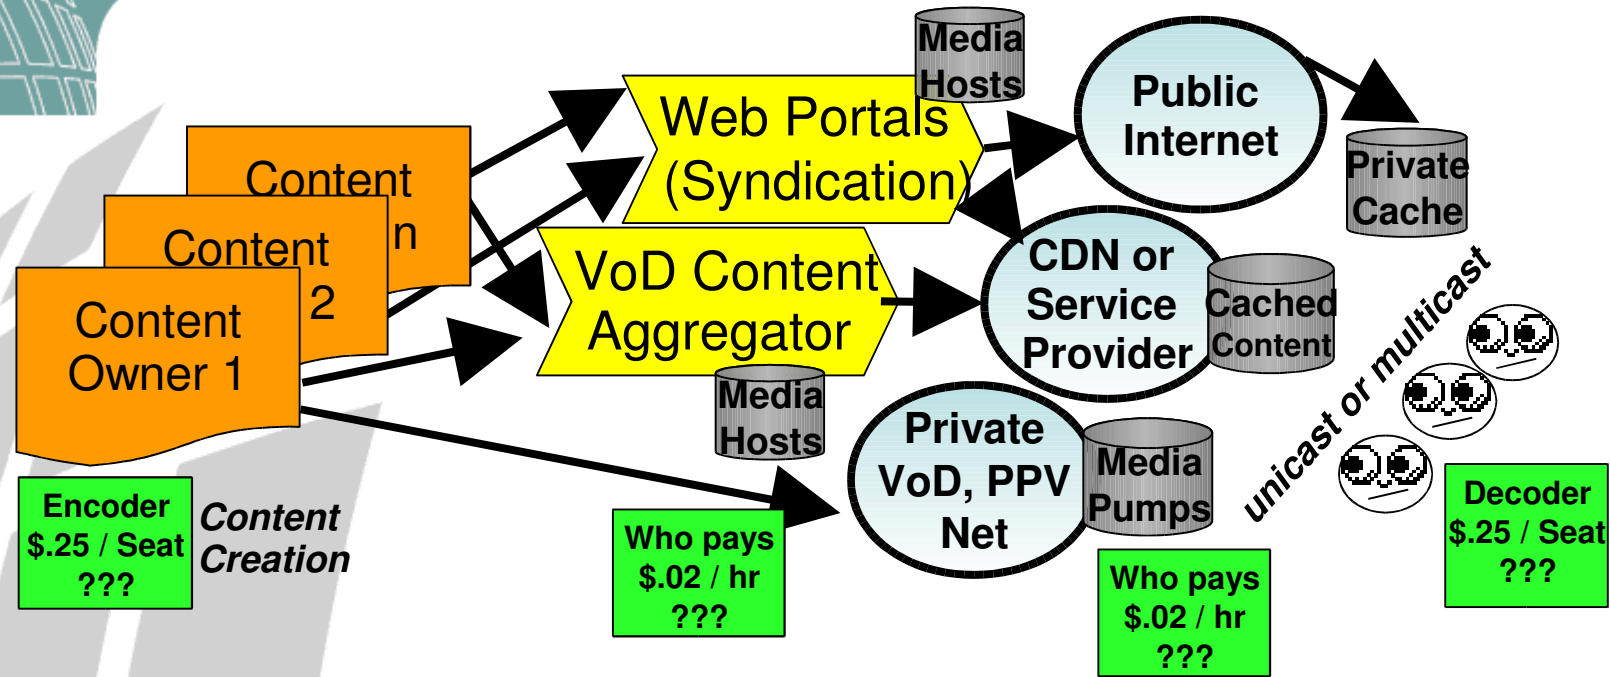 Content
n
Content
2
Content
Owner 1
Encoder
$.25 / Seat
???
Content
Creation
Web Portals
(Syndication)
Media
Hosts
VoD Content
Aggregator
Media
Hosts
Who pays
$.02 / hr
???
Public
Internet
Private
Cache
CDN or
Service
Provider
Cached
Content
Private
VoD, PPV
Net
Media
Pumps
Who pays
$.02 / hr
???
unicast or multicast
Decoder
$.25 / Seat
???